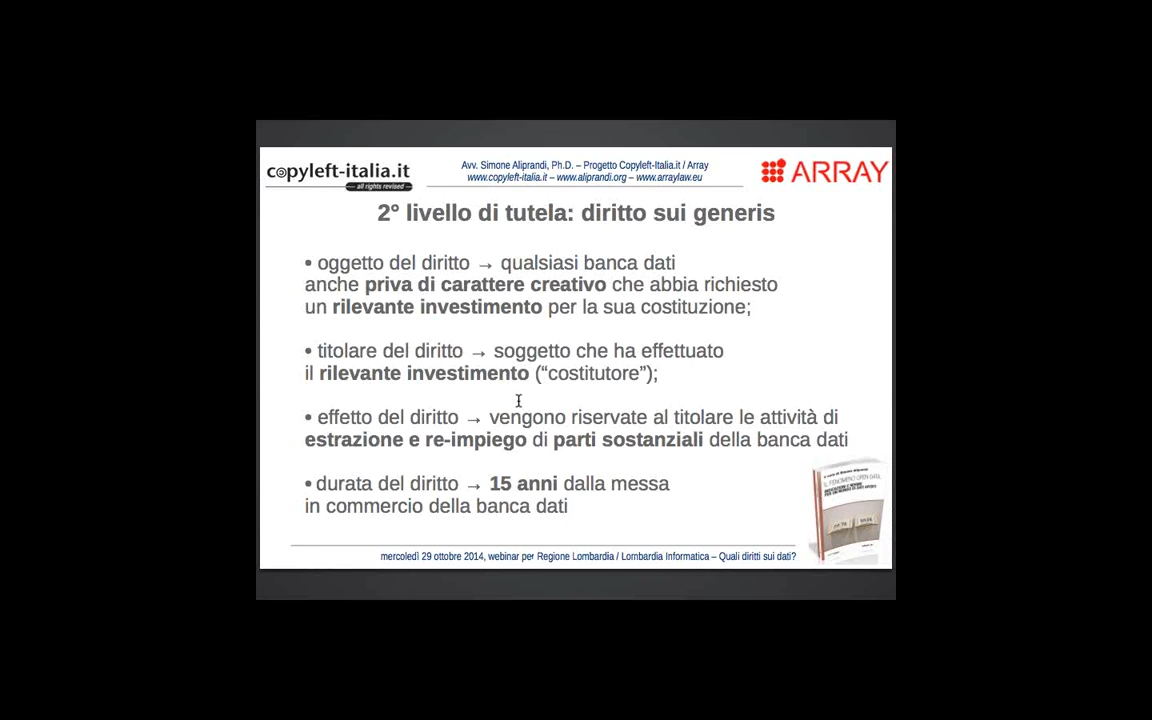 copyleft-italia.it
all rights revised
Avv. Simone Aliprandi, Ph.D. – Progetto Copyleft-Italia.it / Array
www.copyleft-italia.it – www.aliprandi.org – www.arraylaw.eu
ARRAY
2° livello di tutela: diritto sui generis
• oggetto del diritto → qualsiasi banca dati
anche priva di carattere creativo che abbia richiesto
un rilevante investimento per la sua costituzione;
• titolare del diritto → soggetto che ha effettuato
il rilevante investimento (“costitutore”);
• effetto del diritto → vengono riservate al titolare le attività di
estrazione e re-impiego di parti sostanziali della banca dati
• durata del diritto → 15 anni dalla messa
in commercio della banca dati
IL FENOMENO OPEN DATA
mercoledì 29 ottobre 2014, webinar per Regione Lombardia / Lombardia Informatica – Quali diritti sui dati?